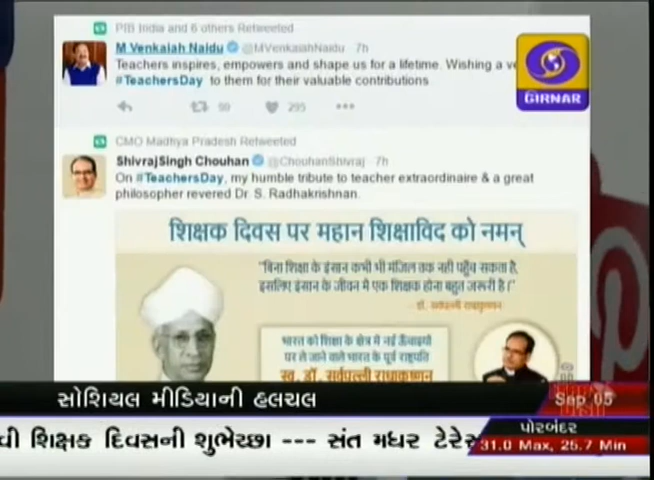 PIB India and 6 others Retweeted
M Venkaiah Naidu @MVenkaiahNaidu · 7h
Teachers inspires, empowers and shape us for a lifetime. Wishing a
#TeachersDay to them for their valuable contributions
295
GIRNAR
CMO Madhya Pradesh Retweeted
ShivrajSingh Chouhan @ChouhanShivraj · 7h
On #TeachersDay, my humble tribute to teacher extraordinaire & a great
philosopher revered Dr. S. Radhakrishnan.
शिक्षक दिवस पर महान शिक्षाविद को नमन्
"बिना शिक्षा के इंसान कभी भी मंजिल तक नही पहुँच सकता है,
इसलिए इंसान के जीवन मे एक शिक्षक होना बहुत जरूरी है।"
- डॉ. सर्वपल्ली राधाकृष्णन
भारत को शिक्षा के क्षेत्र में नई ऊँचाइयों
पर ले जाने वाले भारत के पूर्व राष्ट्रपति
स्व. डॉ. सर्वपल्ली राधाकृष्णन
સોશિયલ મીડિયાની હલચલ
Sep 05
વી શિક્ષક દિવસની શુભેચ્છા --- સંત મધર ટેરેસ
પોરબંદર
31.0 Max, 25.7 Min